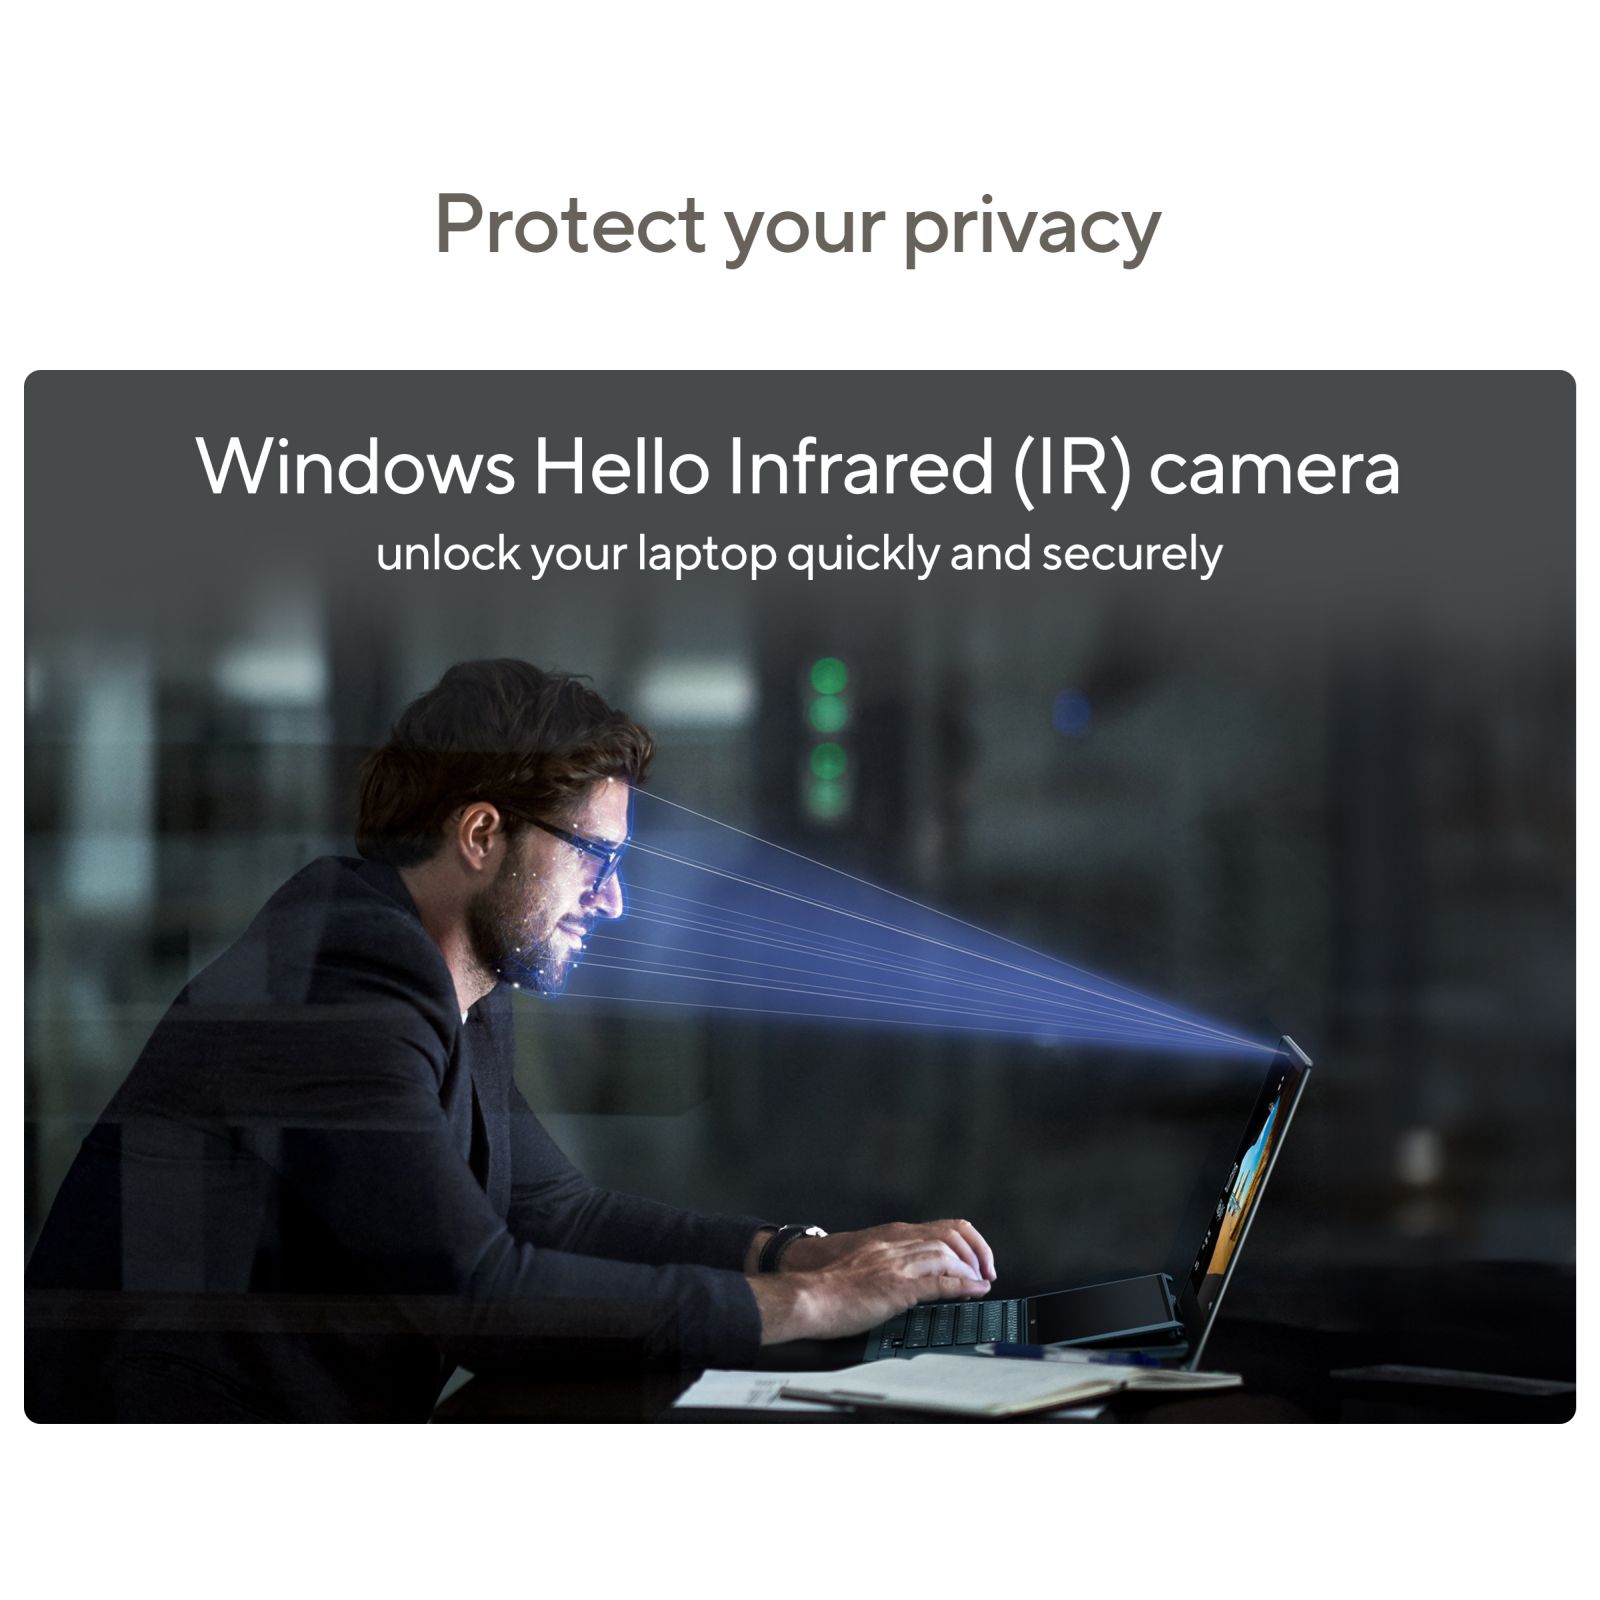 Protect your privacy
Windows Hello Infrared (IR) camera
unlock your laptop quickly and securely